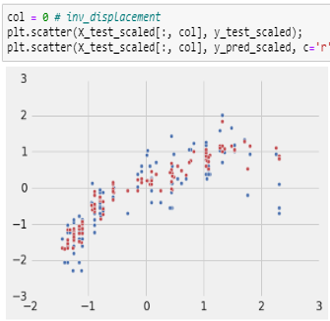 col = 0 # inv_displacement
plt.scatter(X_test_scaled[:, col], y_test_scaled);
plt.scatter(X_test_scaled[:, col], y_pred_scaled, c='r'
3
2
1
0
−1
−2
−3
−2 −1 0 1 2 3